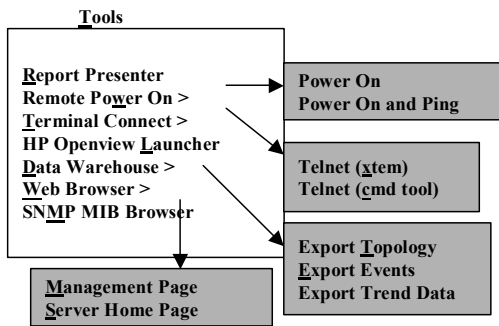 Tools
Report Presenter
Remote Power On >
Terminal Connect >
HP Openview Launcher
Data Warehouse >
Web Browser >
SNMP MIB Browser
Power On
Power On and Ping
Telnet (xtem)
Telnet (cmd tool)
Export Topology
Export Events
Export Trend Data
Management Page
Server Home Page